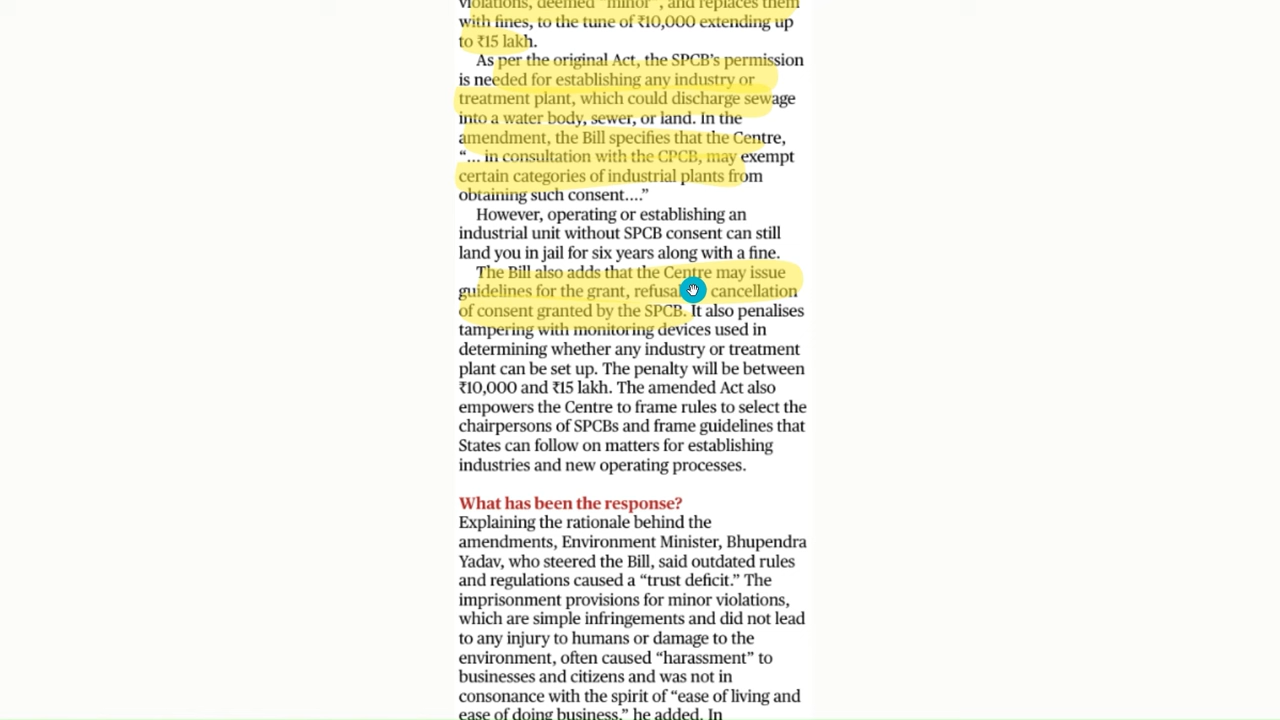 violations, deemed “minor”, and replaces them
with fines, to the tune of ₹10,000 extending up
to ₹15 lakh.
As per the original Act, the SPCB’s permission
is needed for establishing any industry or
treatment plant, which could discharge sewage
into a water body, sewer, or land. In the
amendment, the Bill specifies that the Centre,
“... in consultation with the CPCB, may exempt
certain categories of industrial plants from
obtaining such consent....”
However, operating or establishing an
industrial unit without SPCB consent can still
land you in jail for six years along with a fine.
The Bill also adds that the Centre may issue
guidelines for the grant, refusal cancellation
of consent granted by the SPCB. It also penalises
tampering with monitoring devices used in
determining whether any industry or treatment
plant can be set up. The penalty will be between
₹10,000 and ₹15 lakh. The amended Act also
empowers the Centre to frame rules to select the
chairpersons of SPCBs and frame guidelines that
States can follow on matters for establishing
industries and new operating processes.
What has been the response?
Explaining the rationale behind the
amendments, Environment Minister, Bhupendra
Yadav, who steered the Bill, said outdated rules
and regulations caused a “trust deficit.” The
imprisonment provisions for minor violations,
which are simple infringements and did not lead
to any injury to humans or damage to the
environment, often caused “harassment” to
businesses and citizens and was not in
consonance with the spirit of “ease of living and
ease of doing business,” he added. In